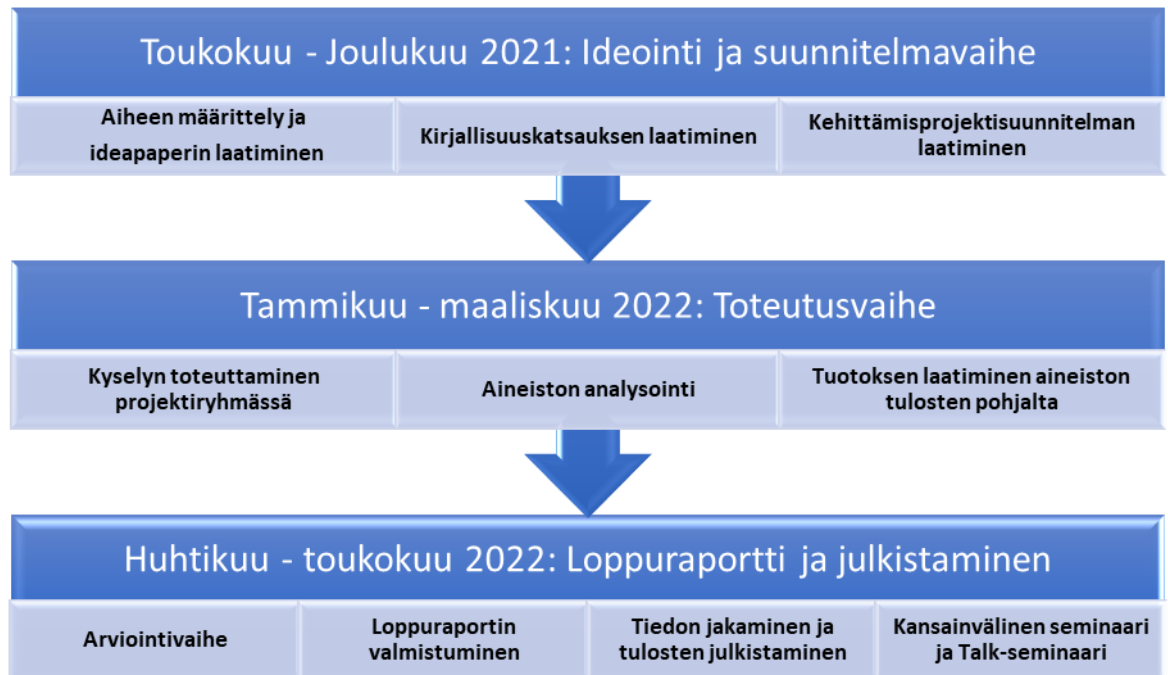 Toukokuu - Joulukuu 2021: Ideointi ja suunnitelmavaihe
Aiheen määrittely ja
ideapaperin laatiminen
Kirjallisuuskatsauksen laatiminen
Kehittämisprojektisuunnitelman
laatiminen
Tammikuu - maaliskuu 2022: Toteutusvaihe
Kyselyn toteuttaminen
projektiryhmässä
Aineiston analysointi
Tuotoksen laatiminen aineiston
tulosten pohjalta
Huhtikuu - toukokuu 2022: Loppuraportti ja julkistaminen
Arviointivaihe
Loppuraportin
valmistuminen
Tiedon jakaminen ja
tulosten julkistaminen
Kansainvälinen seminaari
ja Talk-seminaari